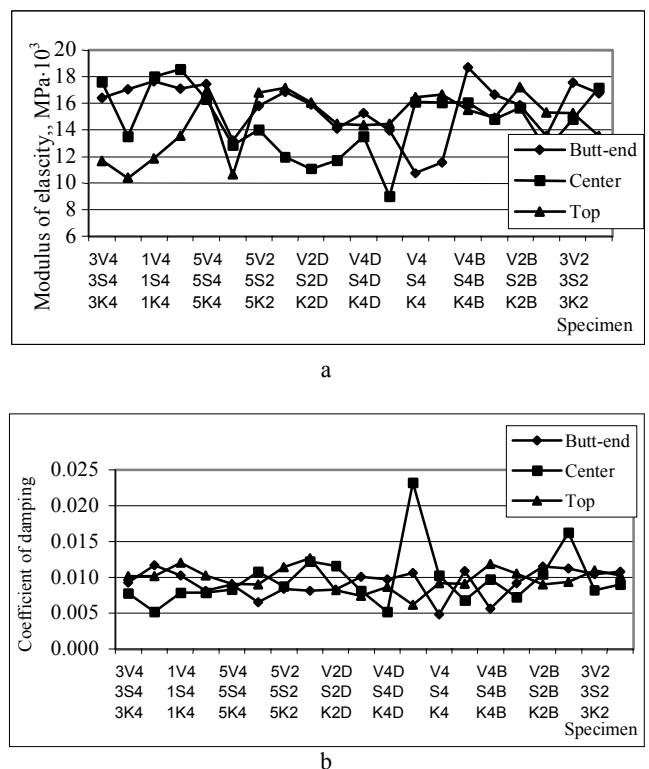 Modulus of elascity,, MPa·10³
20
18
16
14
12
10
8
6
Butt-end
Center
Top
3V4 1V4 5V4 5V2 V2D V4D V4 V4B V2B 3V2
3S4 1S4 5S4 5S2 S2D S4D S4 S4B S2B 3S2
3K4 1K4 5K4 5K2 K2D K4D K4 K4B K2B 3K2
Specimen
a
Coefficient of damping
Butt-end
Center
Top
0.025
0.020
0.015
0.010
0.005
0.000
3V4 1V4 5V4 5V2 V2D V4D V4 V4B V2B 3V2
3S4 1S4 5S4 5S2 S2D S4D S4 S4B S2B 3S2
3K4 1K4 5K4 5K2 K2D K4D K4 K4B K2B 3K2
Specimen
b